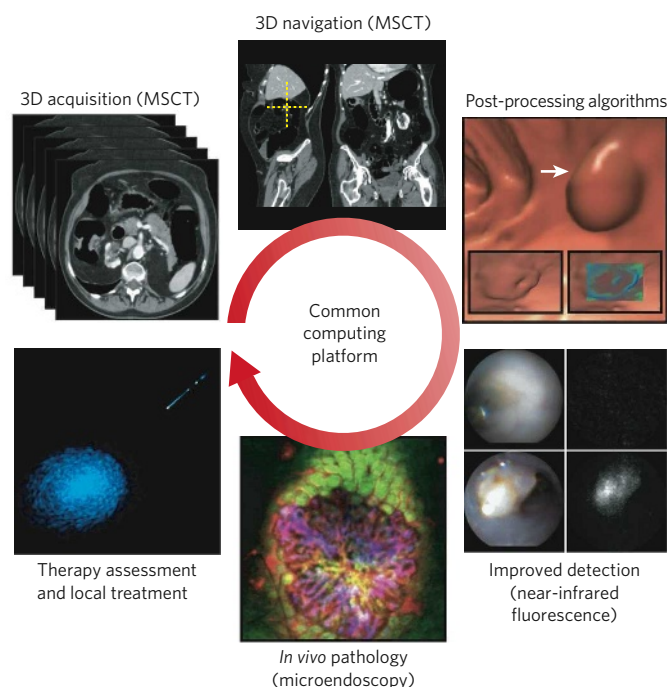 3D navigation (MSCT)
3D acquisition (MSCT)
Post-processing algorithms
Common
computing
platform
Therapy assessment
and local treatment
In vivo pathology
(microendoscopy)
Improved detection
(near-infrared
fluorescence)